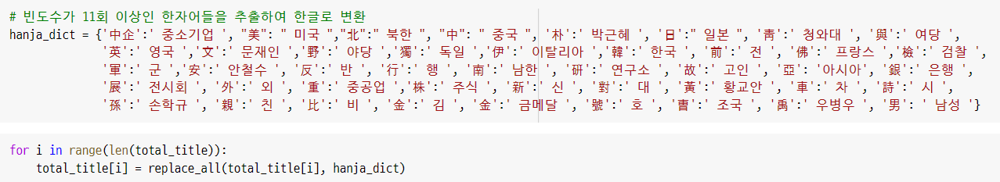 # 빈도수가 11회 이상인 한자어들을 추출하여 한글로 변환
hanja_dict = {'中企':' 중소기업 ', "美": " 미국 ","北":" 북한 ", "中": " 중국 ", '朴':' 박근혜 ', '日':" 일본 ", '靑':' 청와대 ', '與':' 여당 ',
'英':' 영국 ','文':' 문재인 ','野':' 야당 ','獨':' 독일 ','伊':' 이탈리아 ','韓':' 한국 ', '前':' 전 ', '佛':' 프랑스 ','檢':' 검찰 ',
'軍':' 군 ','安':' 안철수 ','反':' 반 ', '行':' 행 ', '南':' 남한 ', '硏':' 연구소 ', '故':' 고인 ', '亞': '아시아', '銀':' 은행 ',
'展':' 전시회 ', '外':' 외 ', '重':' 중공업 ','株':' 주식 ', '新':' 신 ', '對':' 대 ', '黃':' 황교안 ', '車':' 차 ', '詩':' 시 ',
'孫':' 손학규 ', '親':' 친 ', '比':' 비 ', '金':' 김 ', '金':' 금메달 ', '號':' 호 ', '曺':' 조국 ', '禹':' 우병우 ', '男': ' 남성 '}
for i in range(len(total_title)):
total_title[i] = replace_all(total_title[i], hanja_dict)